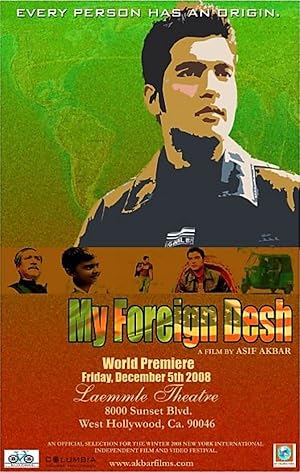 EVERY PERSON HAS AN ORIGIN.
My Foreign Desh
A FILM BY ASIF AKBAR
World Premiere
Friday, December 5th 2008
Laemmle Theatre
8000 Sunset Blvd.
West Hollywood, Ca. 90046
AN OFFICIAL SELECTION FOR THE WINTER 2008 NEW YORK INTERNATIONAL
INDEPENDENT FILM AND VIDEO FESTIVAL.
www.akbarfilms.com
COLUMBIA